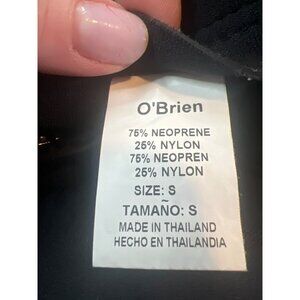 O'Brien
75% NEOPRENE
25% NYLON
75% NEOPREN
25% NYLON
SIZE: S
TAMAÑO: S
MADE IN THAILAND
HECHO EN THAILANDIA